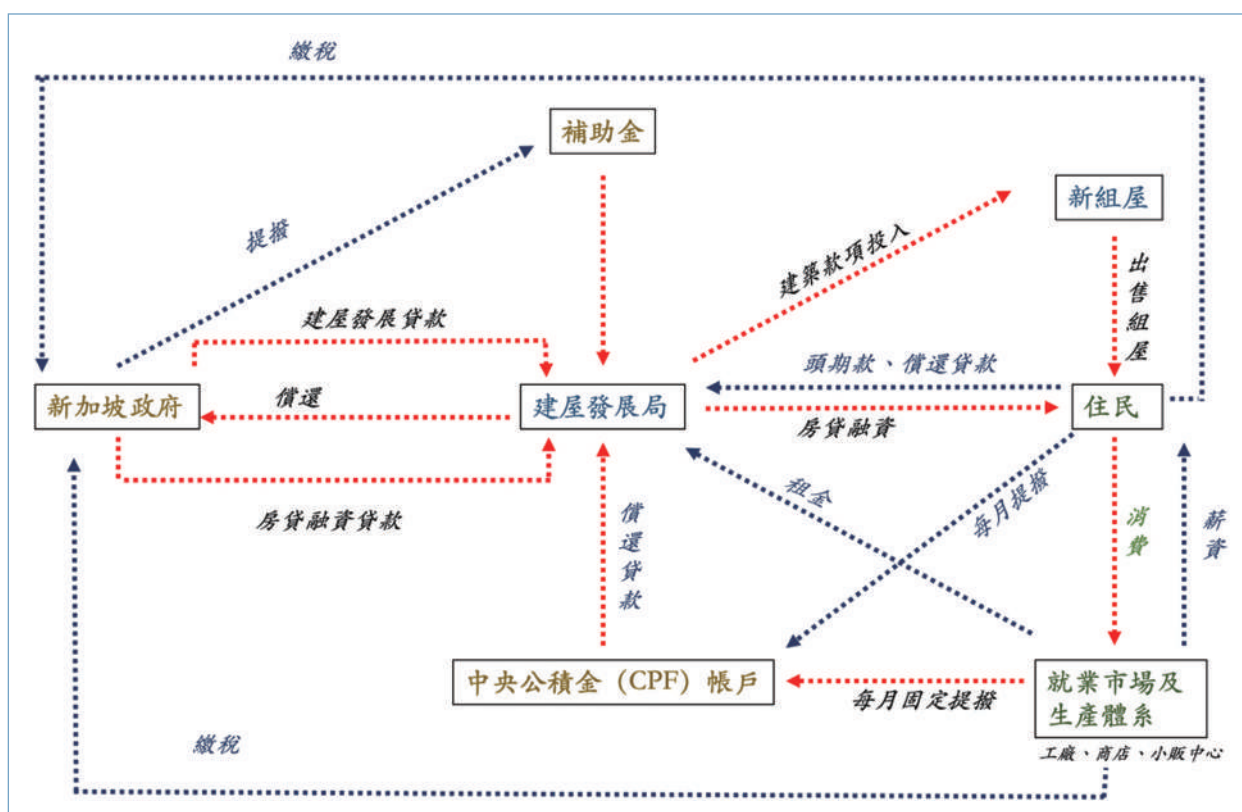 繳稅
補助金
新組屋
提撥
建築款項投入
出售組屋
建屋發展貸款
頭期款、償還貸款
新加坡政府
償還
建屋發展局
住民
房貸融資
房貸融資貸款
償還貸款
租金
每月提撥
消費
薪資
中央公積金（CPF）帳戶
每月固定提撥
就業市場及
生產體系
工廠、商店、小販中心
繳稅